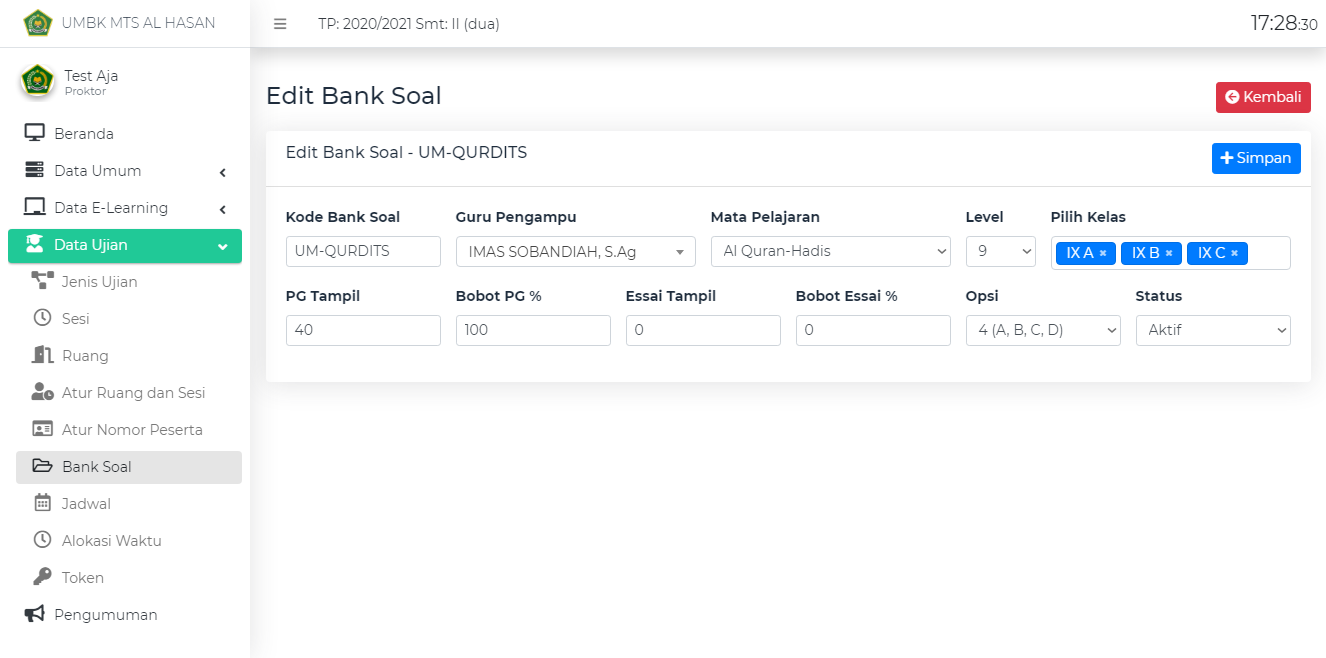 UMBK MTS AL HASAN
TP: 2020/2021 Smt: II (dua)
17:28:30
Test Aja
Proktor
Beranda
Data Umum
Data E-Learning
Data Ujian
Jenis Ujian
Sesi
Ruang
Atur Ruang dan Sesi
Atur Nomor Peserta
Bank Soal
Jadwal
Alokasi Waktu
Token
Pengumuman
Edit Bank Soal
Kembali
Edit Bank Soal - UM-QURDITS
Simpan
Kode Bank Soal Guru Pengampu Mata Pelajaran Level Pilih Kelas
UM-QURDITS IMAS SOBANDIAH, S.Ag Al Quran-Hadis 9 IX A × IX B × IX C ×
PG Tampil Bobot PG % Essai Tampil Bobot Essai % Opsi Status
40 100 0 0 4 (A, B, C, D) Aktif